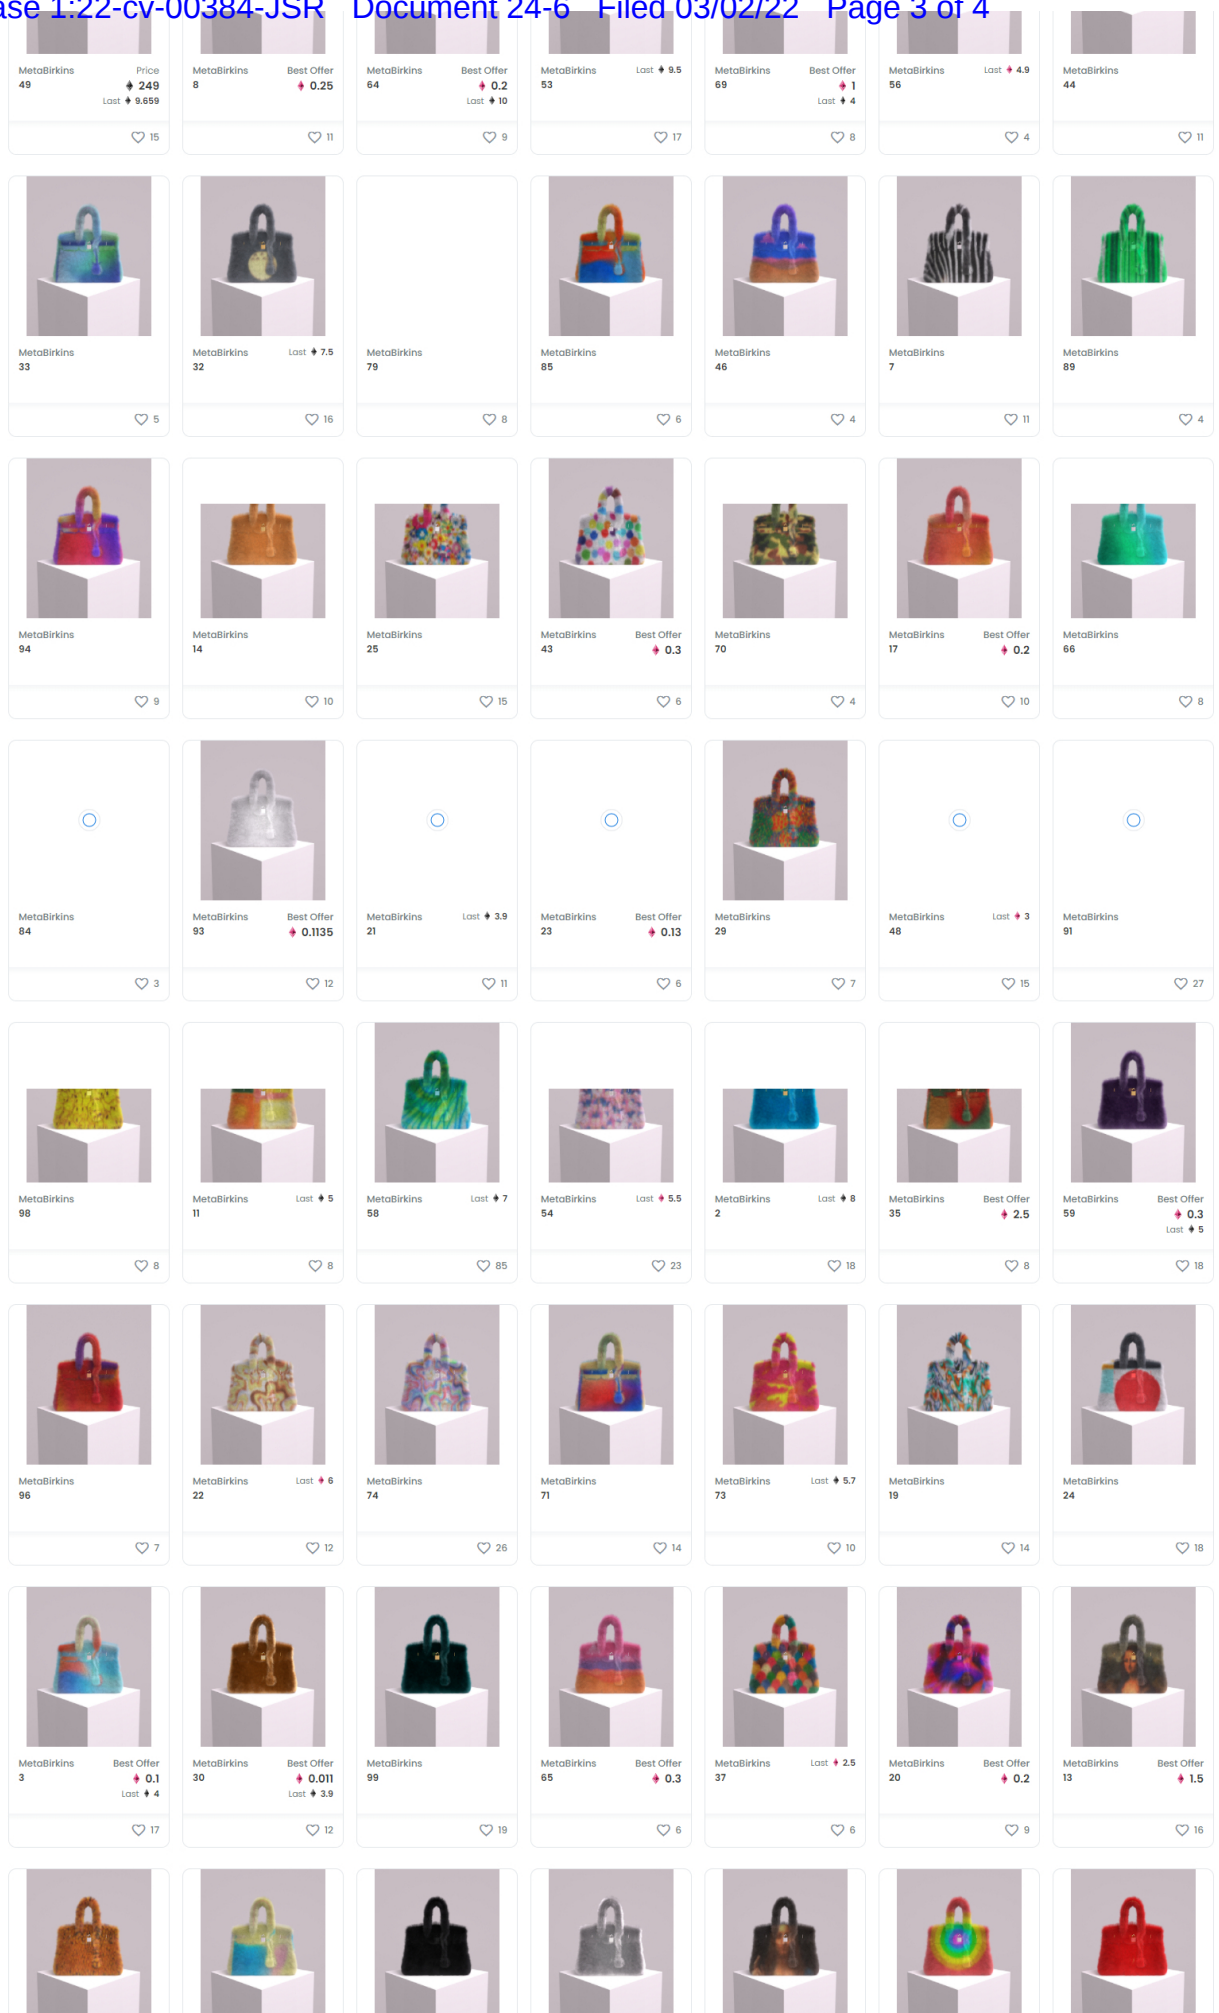 ase 1:22-cv-00384-JSR Document 24-6 Filed 03/02/22 Page 3 of 4
MetaBirkins Price MetaBirkins Best Offer MetaBirkins Best Offer MetaBirkins Last 9.5 MetaBirkins Best Offer MetaBirkins Last 4.9 MetaBirkins
49 249 8 0.25 64 0.2 53 69 1 56 44
Last 9.659 Last 10 Last 4
15 11 9 17 8 4 11
MetaBirkins MetaBirkins Last 7.5 MetaBirkins MetaBirkins MetaBirkins MetaBirkins MetaBirkins
33 32 79 85 46 7 89
5 16 8 6 4 11 4
MetaBirkins MetaBirkins MetaBirkins MetaBirkins Best Offer MetaBirkins MetaBirkins Best Offer MetaBirkins
94 14 25 43 0.3 70 17 0.2 66
9 10 15 6 4 10 8
MetaBirkins MetaBirkins Best Offer MetaBirkins Last 3.9 MetaBirkins Best Offer MetaBirkins MetaBirkins Last 3 MetaBirkins
84 93 0.1135 21 23 0.13 29 48 91
3 12 11 6 7 15 27
MetaBirkins MetaBirkins Last 5 MetaBirkins Last 7 MetaBirkins Last 5.5 MetaBirkins Last 8 MetaBirkins Best Offer MetaBirkins Best Offer
98 11 58 54 2 35 2.5 59 0.3
Last 5
8 8 85 23 18 8 18
MetaBirkins MetaBirkins Last 6 MetaBirkins MetaBirkins MetaBirkins Last 5.7 MetaBirkins MetaBirkins
96 22 74 71 73 19 24
7 12 26 14 10 14 18
MetaBirkins Best Offer MetaBirkins Best Offer MetaBirkins MetaBirkins Best Offer MetaBirkins Last 2.5 MetaBirkins Best Offer MetaBirkins Best Offer
3 0.1 30 0.011 99 65 0.3 37 20 0.2 13 1.5
Last 4 Last 3.9
17 12 19 6 6 9 16